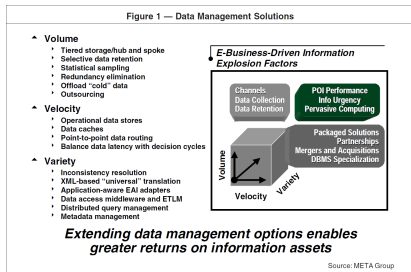 Figure 1 — Data Management Solutions
Volume
Tiered storage/hub and spoke
Selective data retention
Statistical sampling
Redundancy elimination
Offload “cold” data
Outsourcing
Velocity
Operational data stores
Data caches
Point-to-point data routing
Balance data latency with decision cycles
Variety
Inconsistency resolution
XML-based “universal” translation
Application-aware EAI adapters
Data access middleware and ETLM
Distributed query management
Metadata management
E-Business-Driven Information
Explosion Factors
Channels
Data Collection
Data Retention
POI Performance
Info Urgency
Pervasive Computing
Packaged Solutions
Partnerships
Mergers and Acquisitions
DBMS Specialization
Volume
Velocity
Variety
Extending data management options enables
greater returns on information assets
Source: META Group